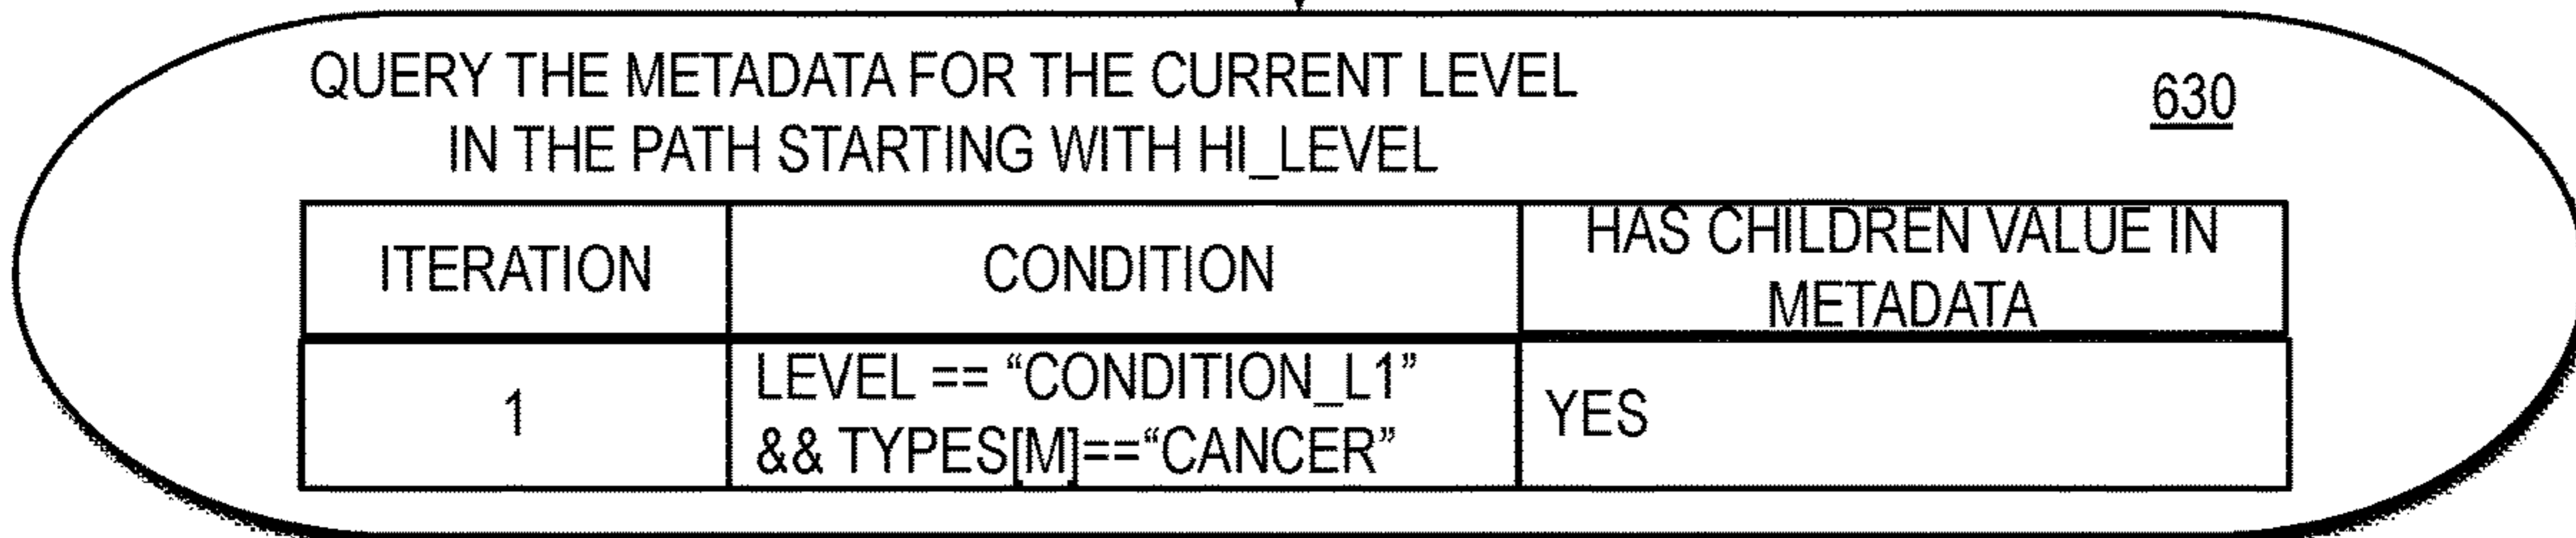 QUERY THE METADATA FOR THE CURRENT LEVEL
IN THE PATH STARTING WITH HI_LEVEL
630
ITERATION
CONDITION
HAS CHILDREN VALUE IN
METADATA
1
LEVEL == “CONDITION_L1”
&& TYPES[M]==“CANCER”
YES